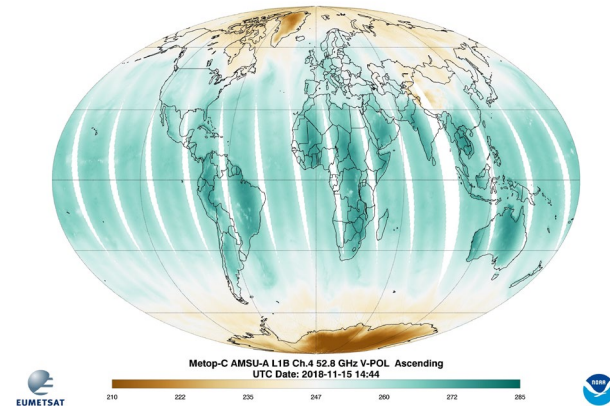 Metop-C AMSU-A L1B Ch.4 52.8 GHz V-POL Ascending
UTC Date: 2018-11-15 14:44
210 222 235 247 260 272 285
EUMETSAT
NOAA